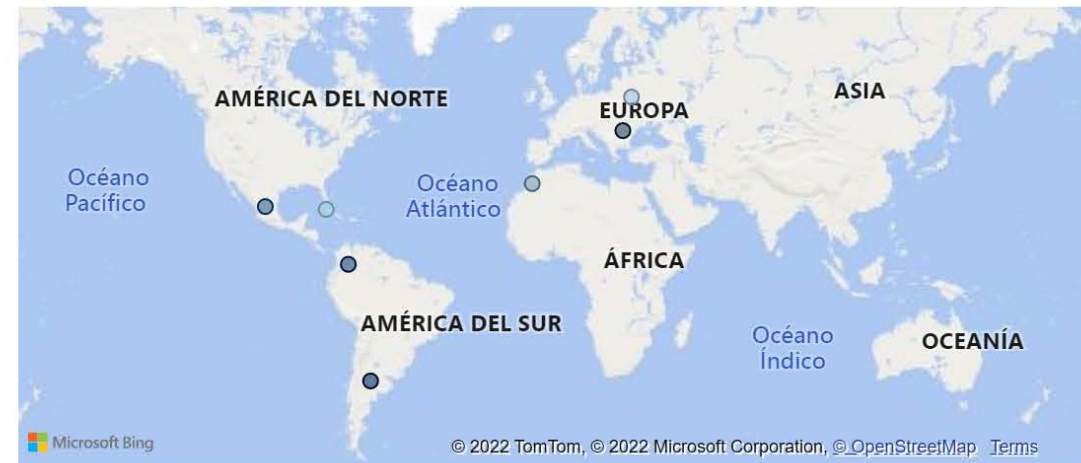 AMÉRICA DEL NORTE
EUROPA
ASIA
Océano
Pacífico
Océano
Atlántico
ÁFRICA
AMÉRICA DEL SUR
Océano
Índico
OCEANÍA
Microsoft Bing
© 2022 TomTom, © 2022 Microsoft Corporation, © OpenStreetMap Terms